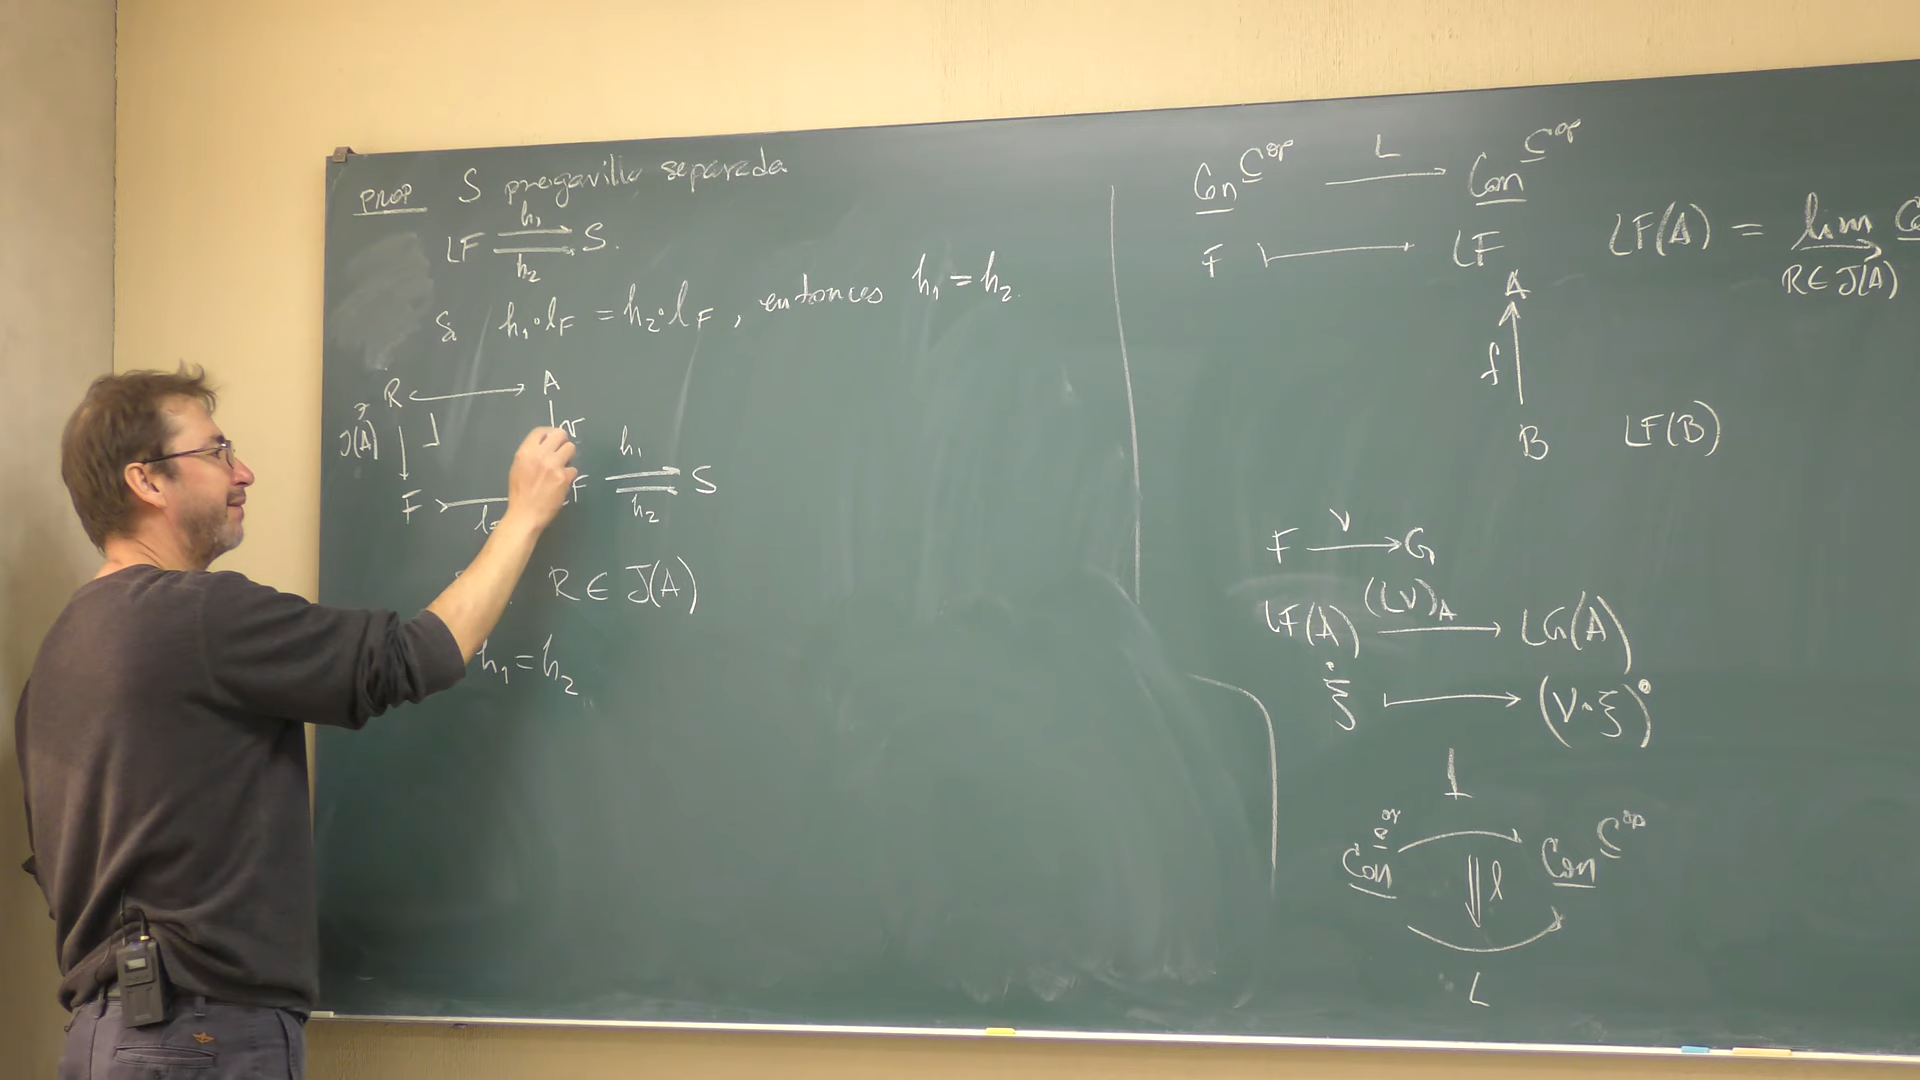 PROP S pregavilla separada
LF h₁ ⇉ h₂ S.
Si h₁∘l_F = h₂∘l_F, entonces h₁ = h₂.
R ↪ A
J(A)
F ↣ F h₁ ⇉ h₂ S
R ∈ J(A)
h₁ = h₂
Con^C^op L → Con^C^op
F ⟼ LF
LF(A) = lim→ R∈J(A)
A
f ↑
B LF(B)
F ν → G
LF(A) (Lν)_A → LG(A)
ξ̇ ⟼ (ν∘ξ)•
1
Con^C^op ⇓ l Con^C^op
L